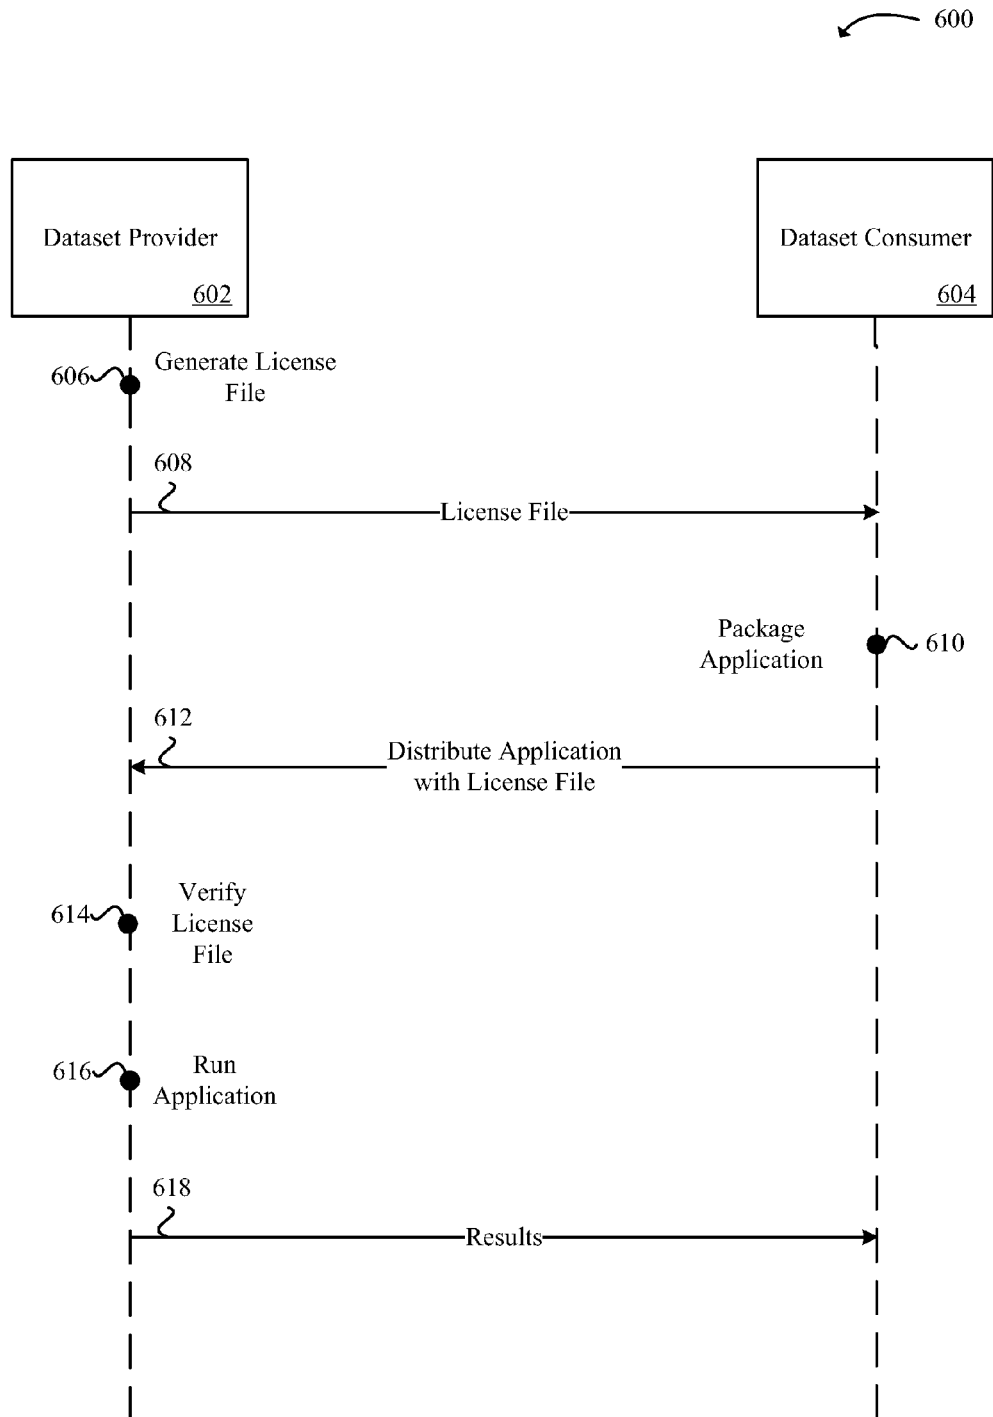 600
Dataset Provider
602
Dataset Consumer
604
606
Generate License
File
608
License File
Package
Application
610
612
Distribute Application
with License File
614
Verify
License
File
616
Run
Application
618
Results